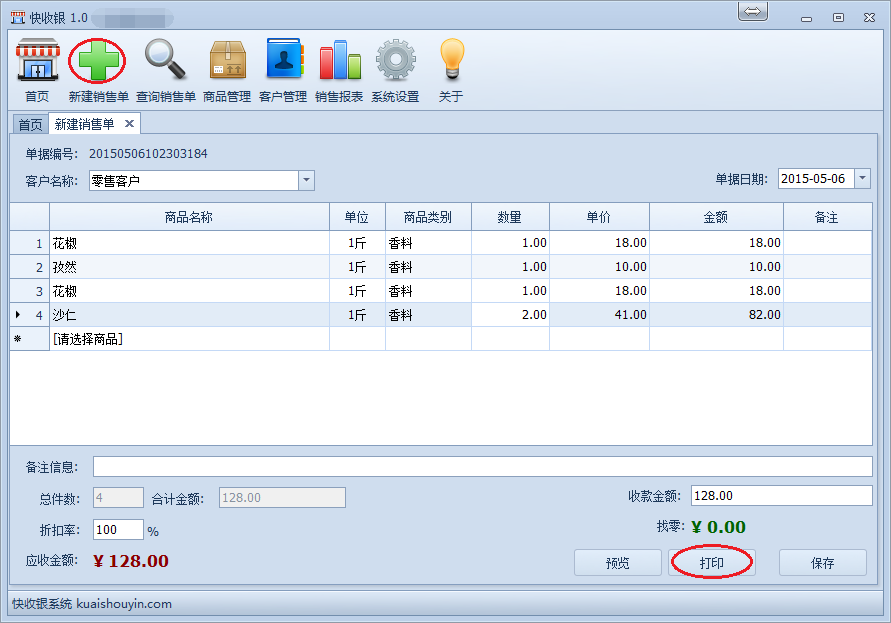 快收银 1.0
首页 新建销售单 查询销售单 商品管理 客户管理 销售报表 系统设置 关于
首页 新建销售单
单据编号: 20150506102303184
客户名称: 零售客户 单据日期: 2015-05-06
商品名称 单位 商品类别 数量 单价 金额 备注
1 花椒 1斤 香料 1.00 18.00 18.00
2 孜然 1斤 香料 1.00 10.00 10.00
3 花椒 1斤 香料 1.00 18.00 18.00
4 沙仁 1斤 香料 2.00 41.00 82.00
* [请选择商品]
备注信息:
总件数: 4 合计金额: 128.00 收款金额: 128.00
折扣率: 100 % 找零: ¥ 0.00
应收金额: ¥ 128.00 预览 打印 保存
快收银系统 kuaishouyin.com